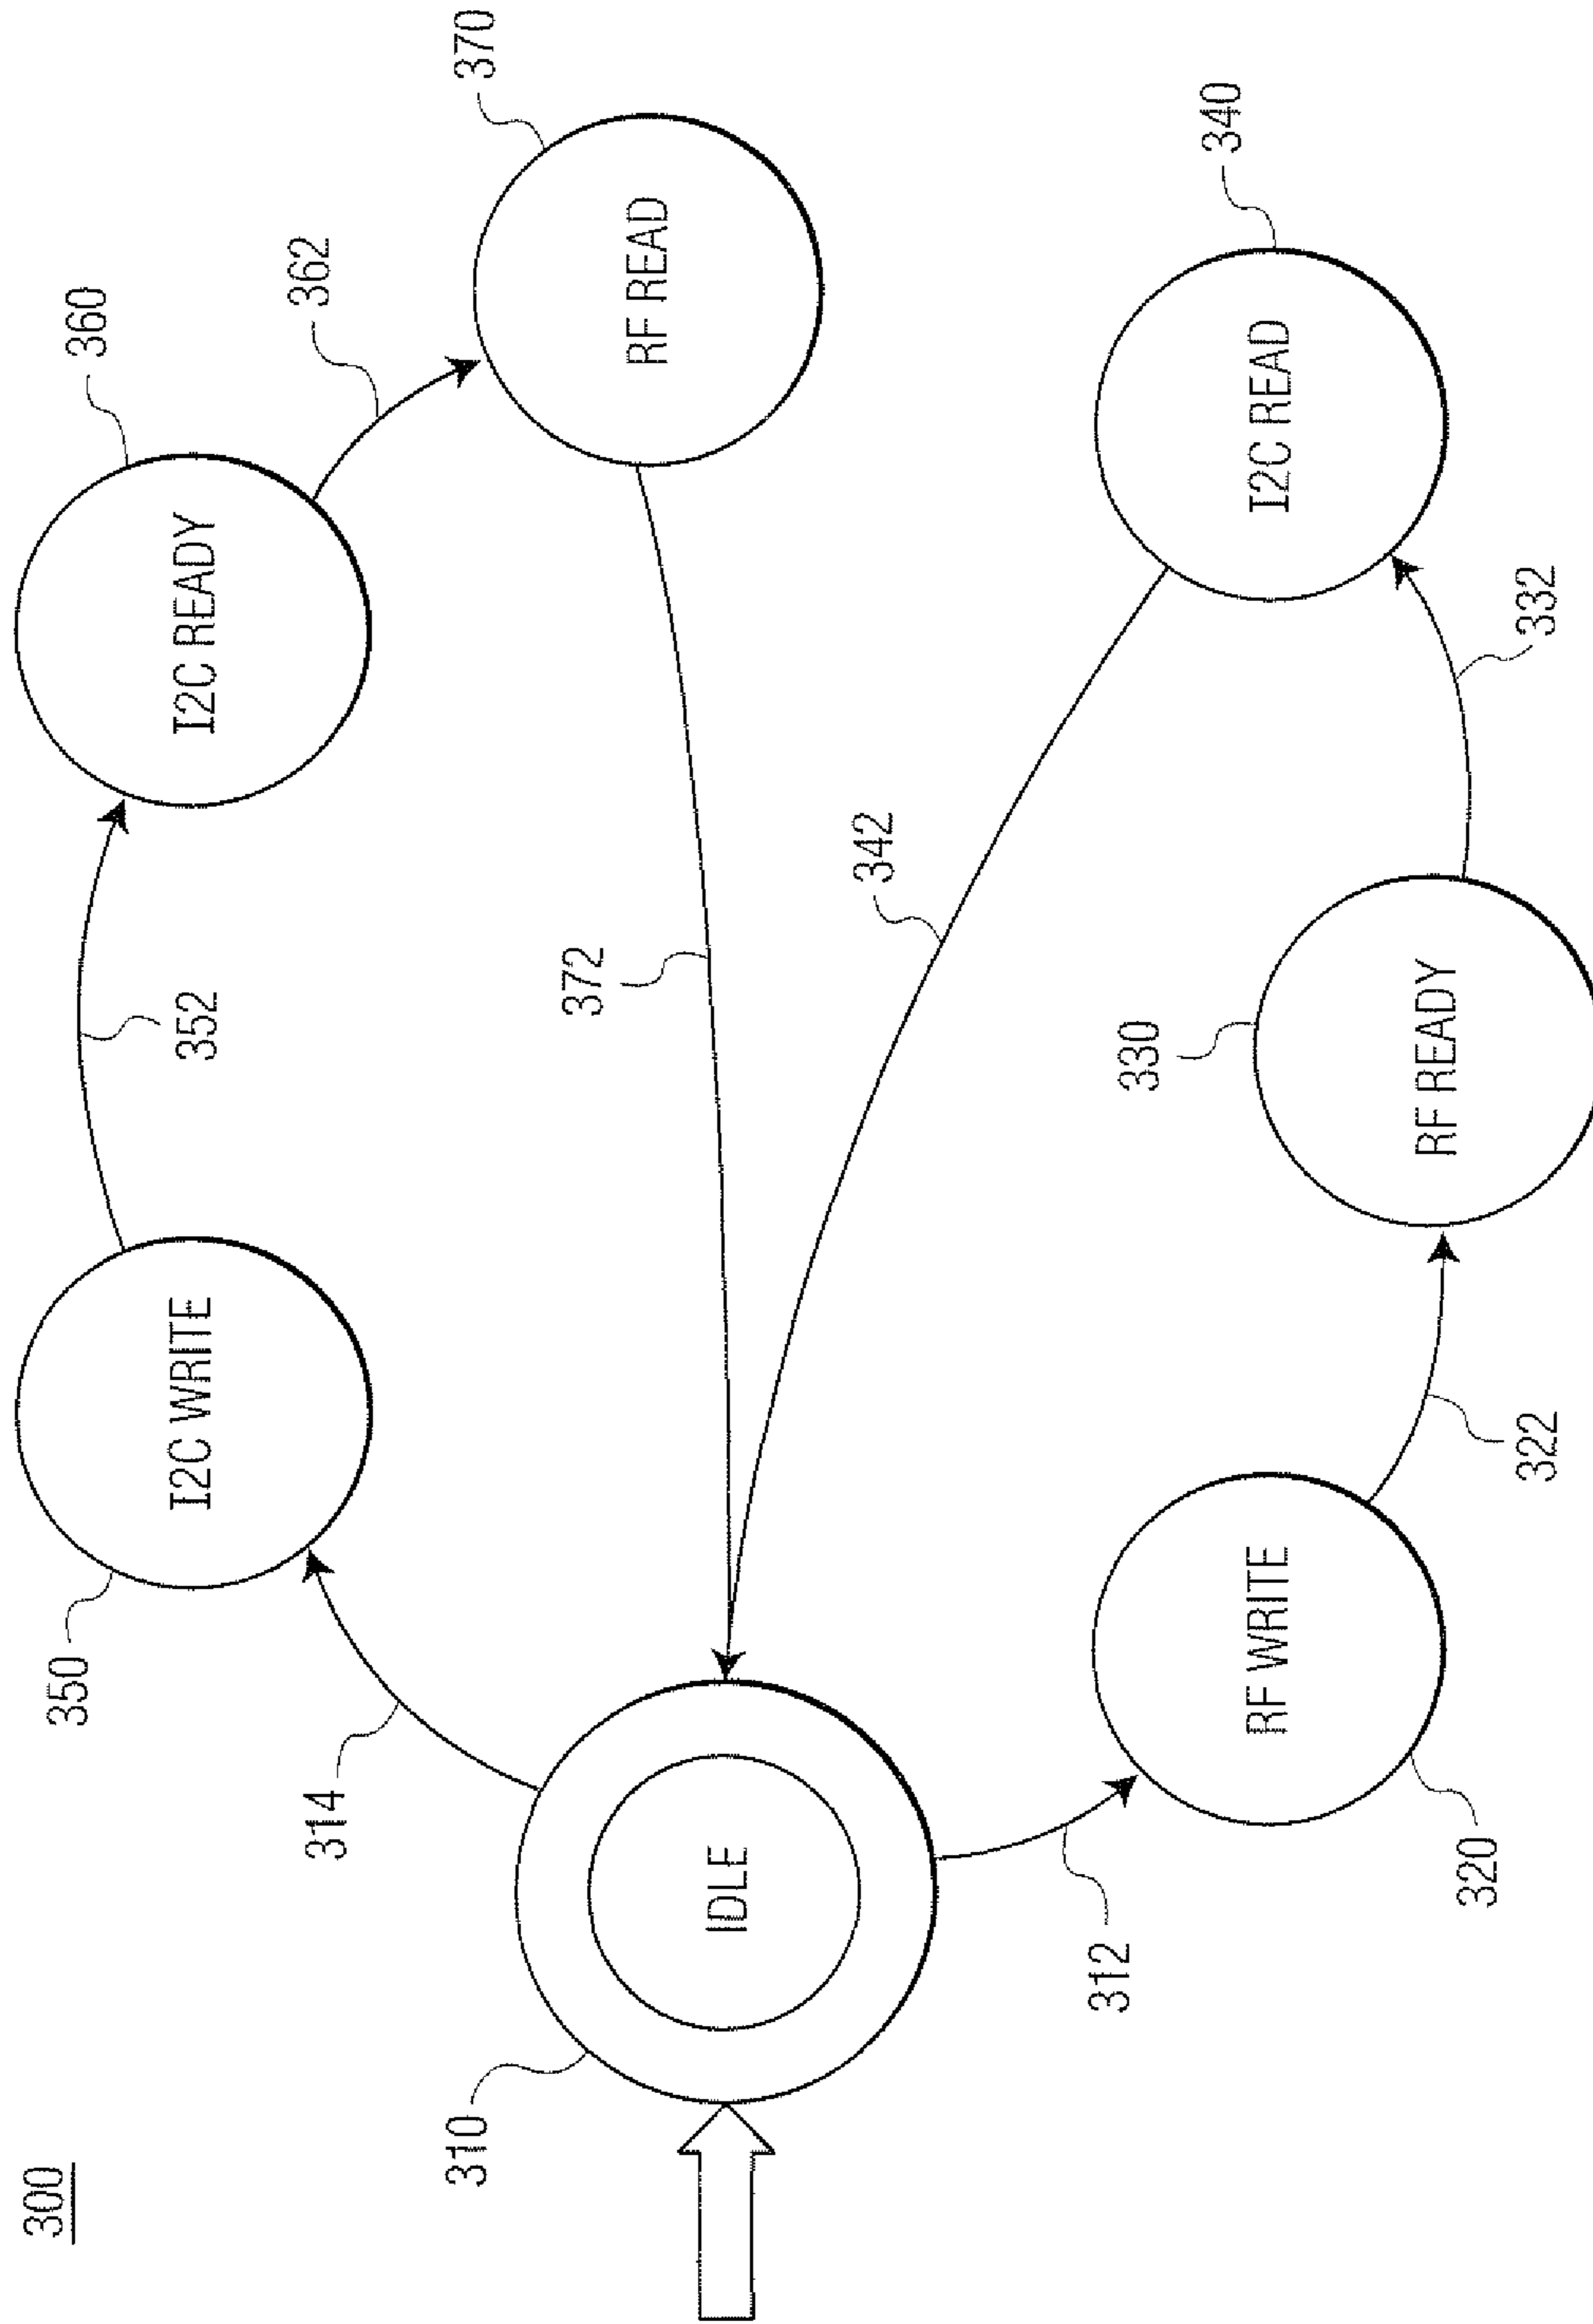 300
360
I2C READY
362
370
RF READ
352
350
I2C WRITE
314
372
342
310
IDLE
340
I2C READ
330
RF READY
332
312
RF WRITE
320
322